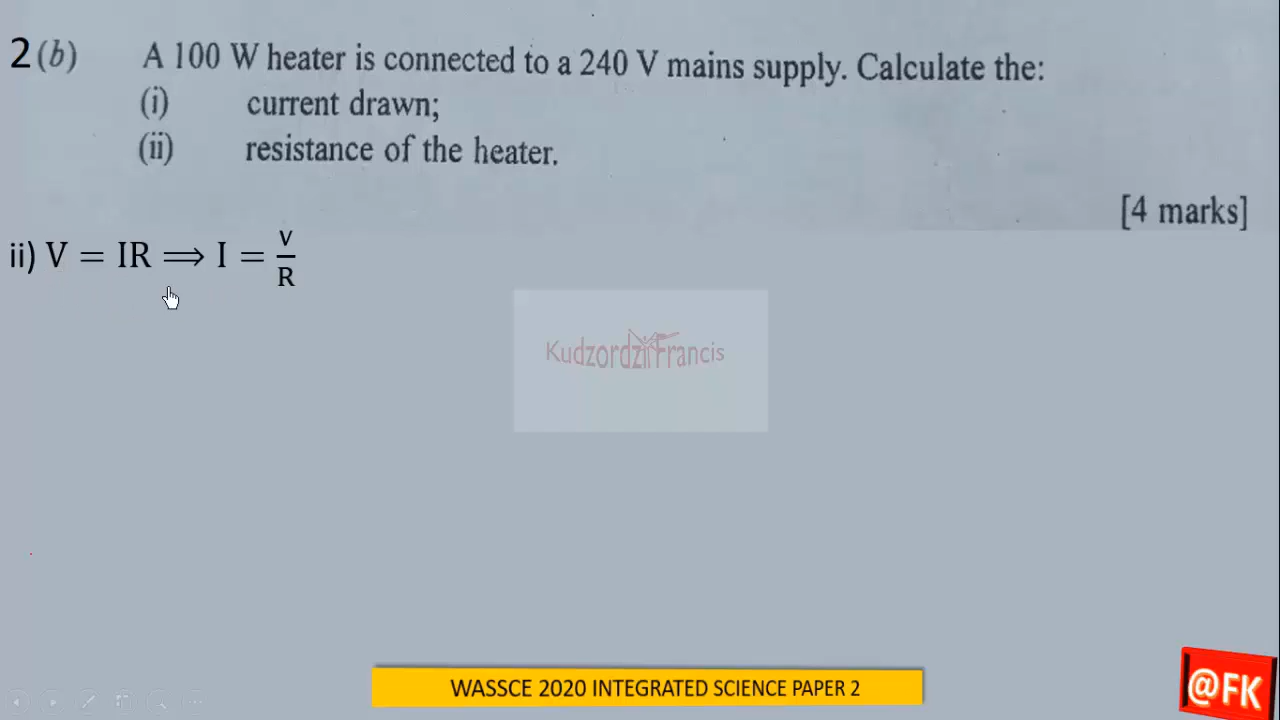 2 (b) A 100 W heater is connected to a 240 V mains supply. Calculate the:
(i) current drawn;
(ii) resistance of the heater.
[4 marks]
ii) V = IR ⟹ I = v/R
Kudzordzi Francis
WASSCE 2020 INTEGRATED SCIENCE PAPER 2
@FK